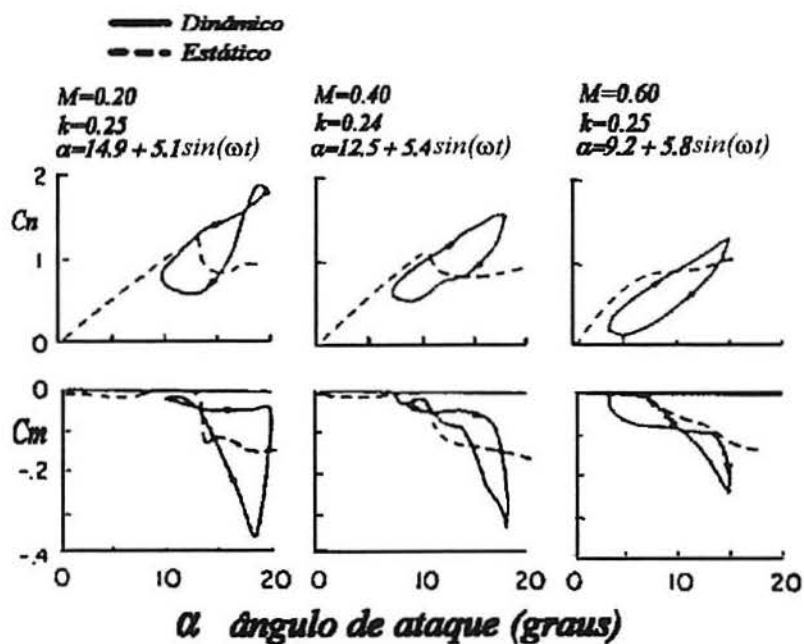 Dinâmico
Estático
M=0.20 M=0.40 M=0.60
k=0.25 k=0.24 k=0.25
α=14.9 + 5.1sin(ωt) α=12.5 + 5.4sin(ωt) α=9.2 + 5.8sin(ωt)
2
Cn
1
0
0
Cm
-.2
-.4
0 10 20 0 10 20 0 10 20
α ângulo de ataque (graus)